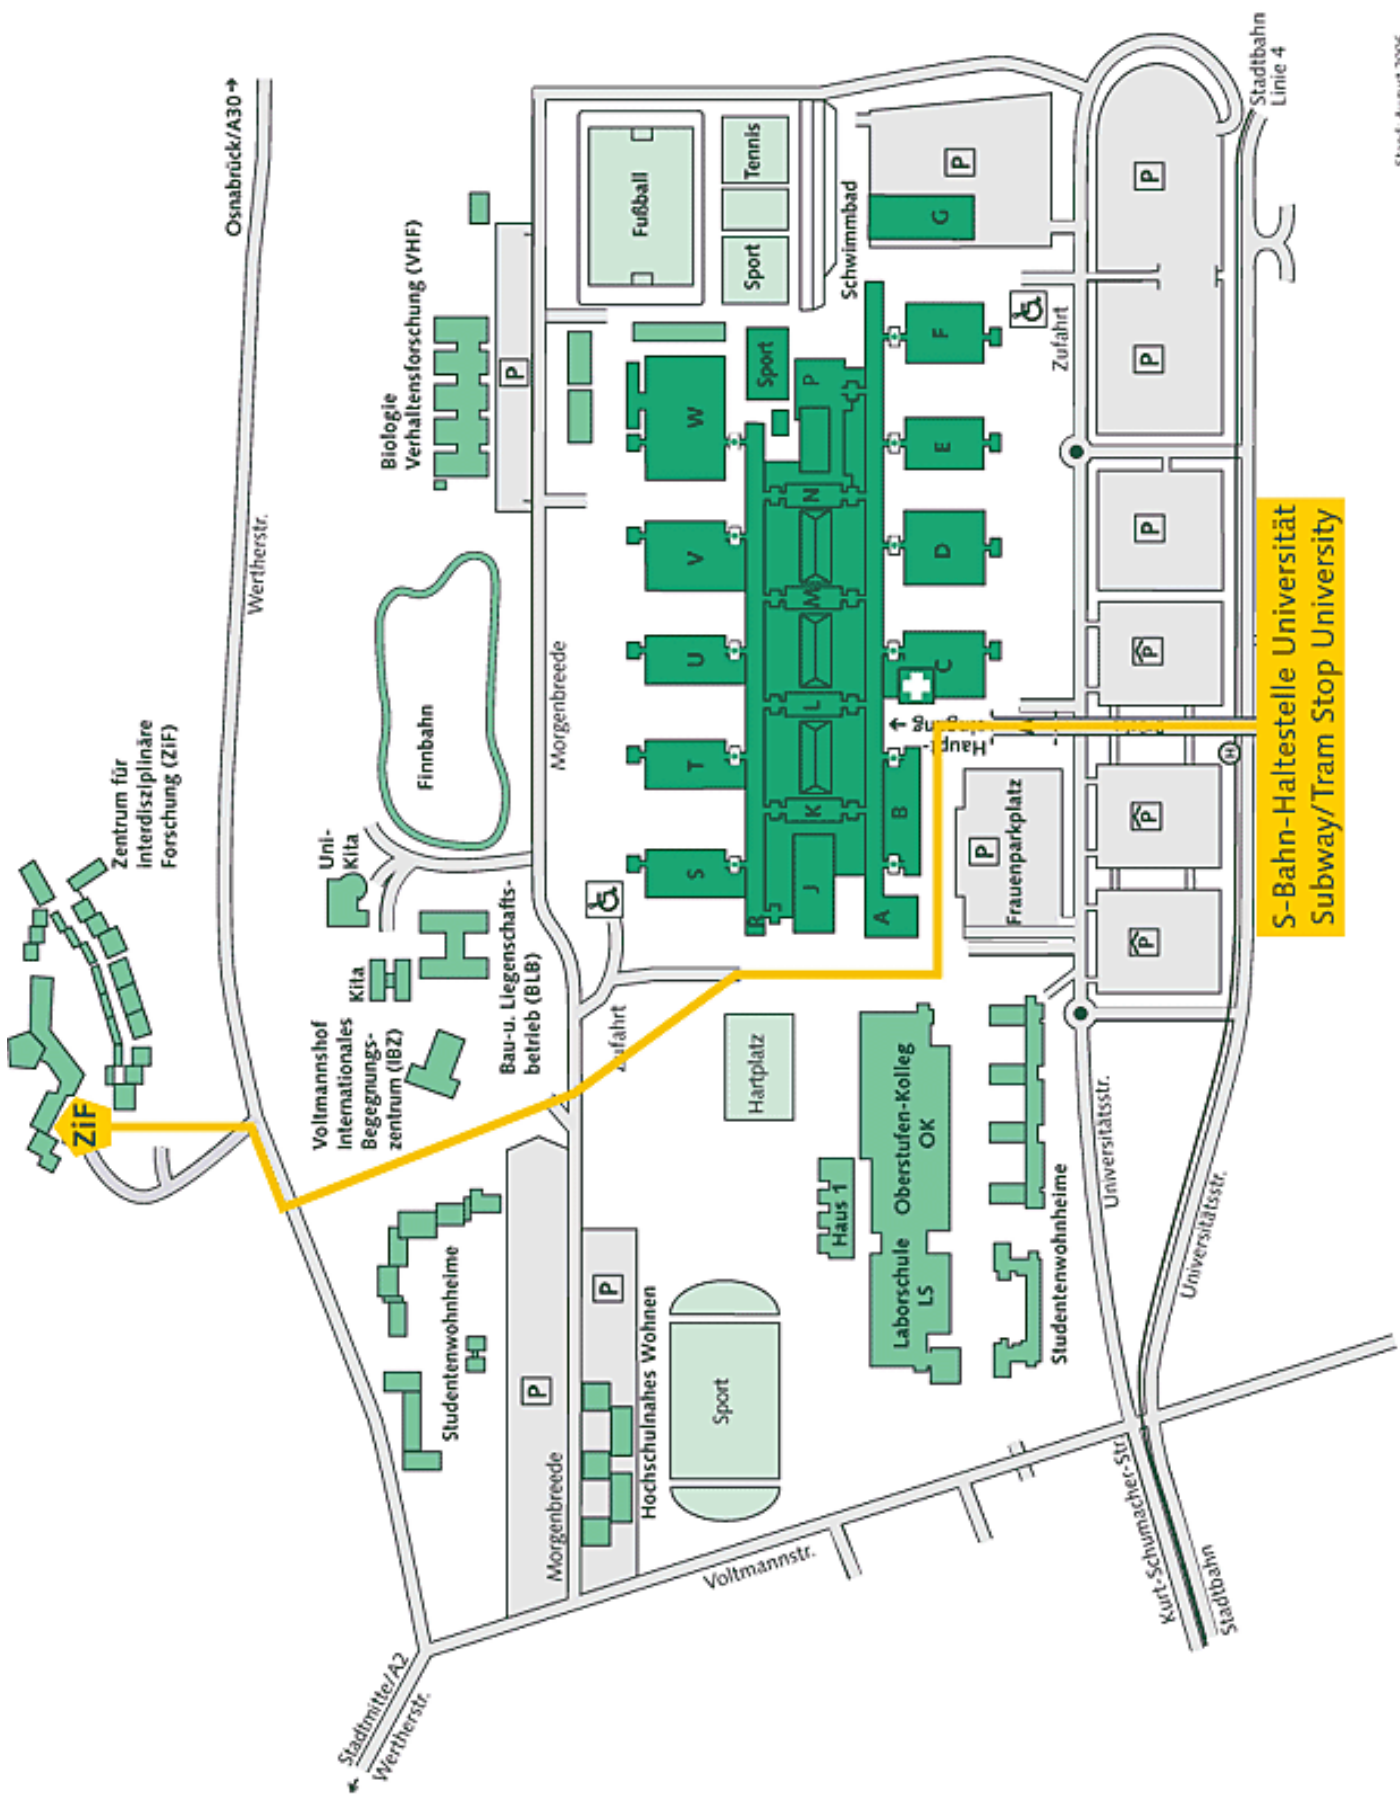 Osnabrück/A30 →
Wertherstr.
Zentrum für
Interdisziplinäre
Forschung (ZiF)
ZiF
Biologie
Verhaltensforschung (VHF)
P
Finnbahn
Uni-
Kita
Kita
Voltmannshof
Internationales
Begegnungs-
zentrum (IBZ)
Bau-u. Liegenschafts-
betrieb (BLB)
Morgenbreede
Fußball
Tennis
Sport
Sport
Schwimmbad
G
P
W
V
U
T
S
R
P
N
M
L
K
J
A
B
C
D
E
F
Haupt-
eingang
Zufahrt
Zufahrt
Frauenparkplatz
P
P
P
P
P
P
P
H
Stadtbahn
Linie 4
S-Bahn-Haltestelle Universität
Subway/Tram Stop University
Hartplatz
Oberstufen-Kolleg
OK
Haus 1
Laborschule
LS
Studentenwohnheime
Universitätsstr.
Universitätsstr.
Studentenwohnheime
P
P
Hochschulnahes Wohnen
Sport
Morgenbreede
Voltmannstr.
Kurt-Schumacher-Str.
Stadtbahn
Stadtmitte/A2
Wertherstr.